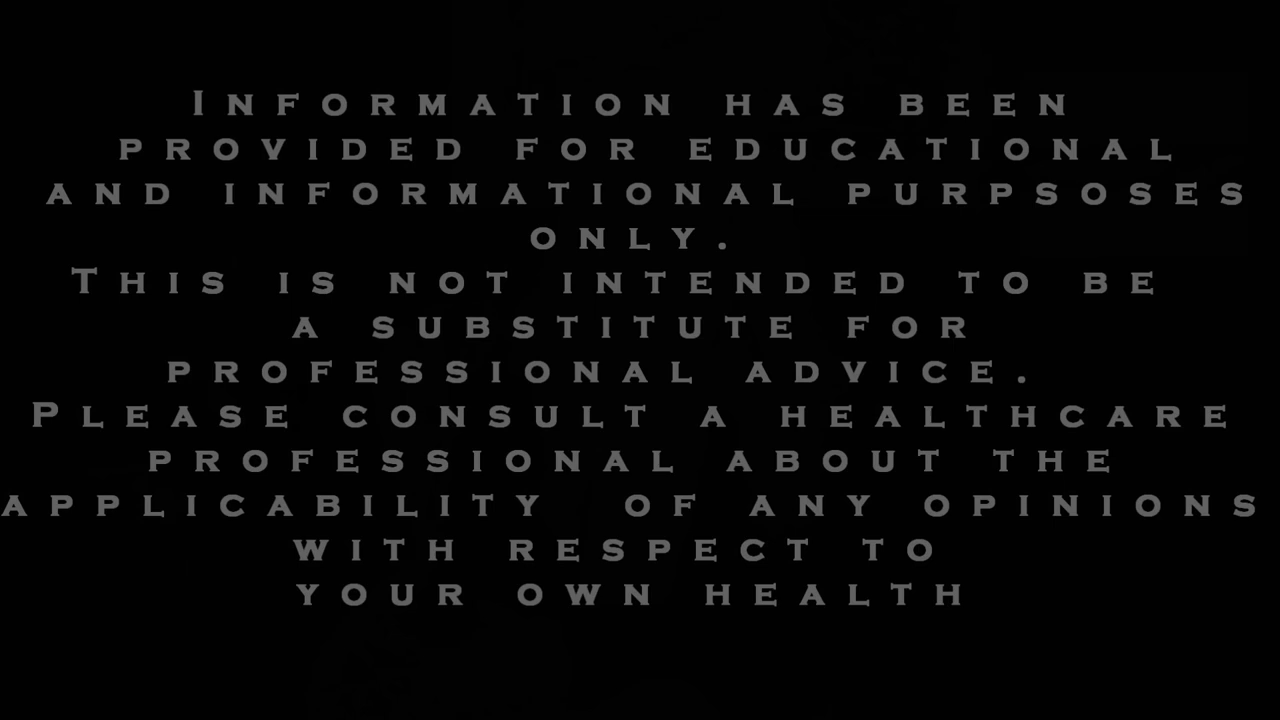 Information has been
provided for educational
and informational purpsoses
only.
This is not intended to be
a substitute for
professional advice.
Please consult a healthcare
professional about the
applicability of any opinions
with respect to
your own health